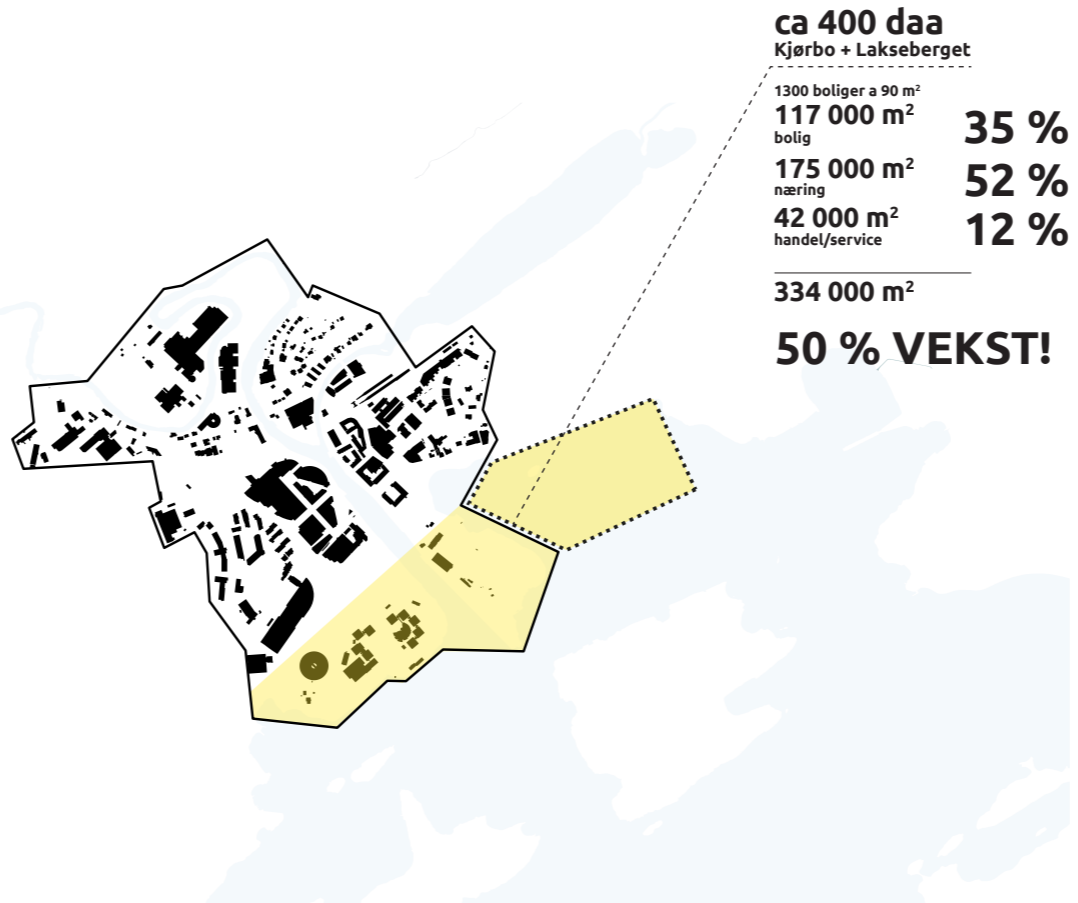 ca 400 daa
Kjørbo + Lakseberget
1300 boliger a 90 m²
117 000 m²
bolig
35 %
175 000 m²
næring
52 %
42 000 m²
handel/service
12 %
334 000 m²
50 % VEKST!